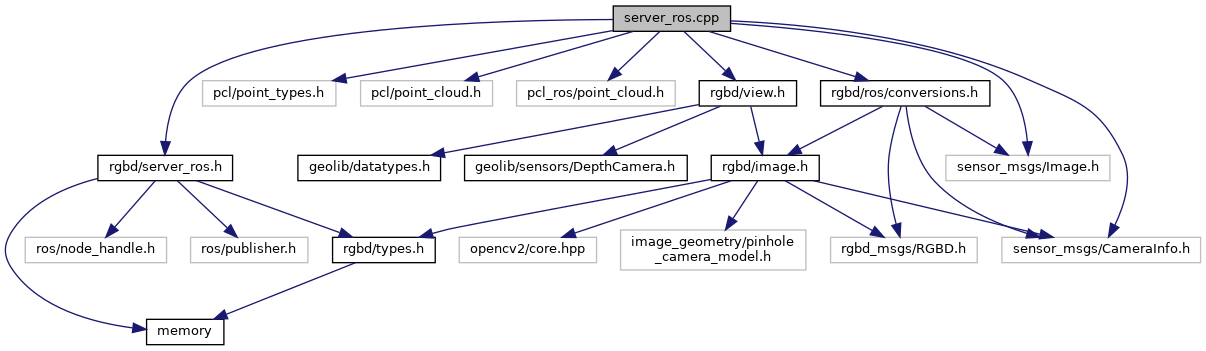 server_ros.cpp
pcl/point_types.h
pcl/point_cloud.h
pcl_ros/point_cloud.h
rgbd/view.h
rgbd/ros/conversions.h
rgbd/server_ros.h
geolib/datatypes.h
geolib/sensors/DepthCamera.h
rgbd/image.h
sensor_msgs/Image.h
ros/node_handle.h
ros/publisher.h
rgbd/types.h
opencv2/core.hpp
image_geometry/pinhole
_camera_model.h
rgbd_msgs/RGBD.h
sensor_msgs/CameraInfo.h
memory